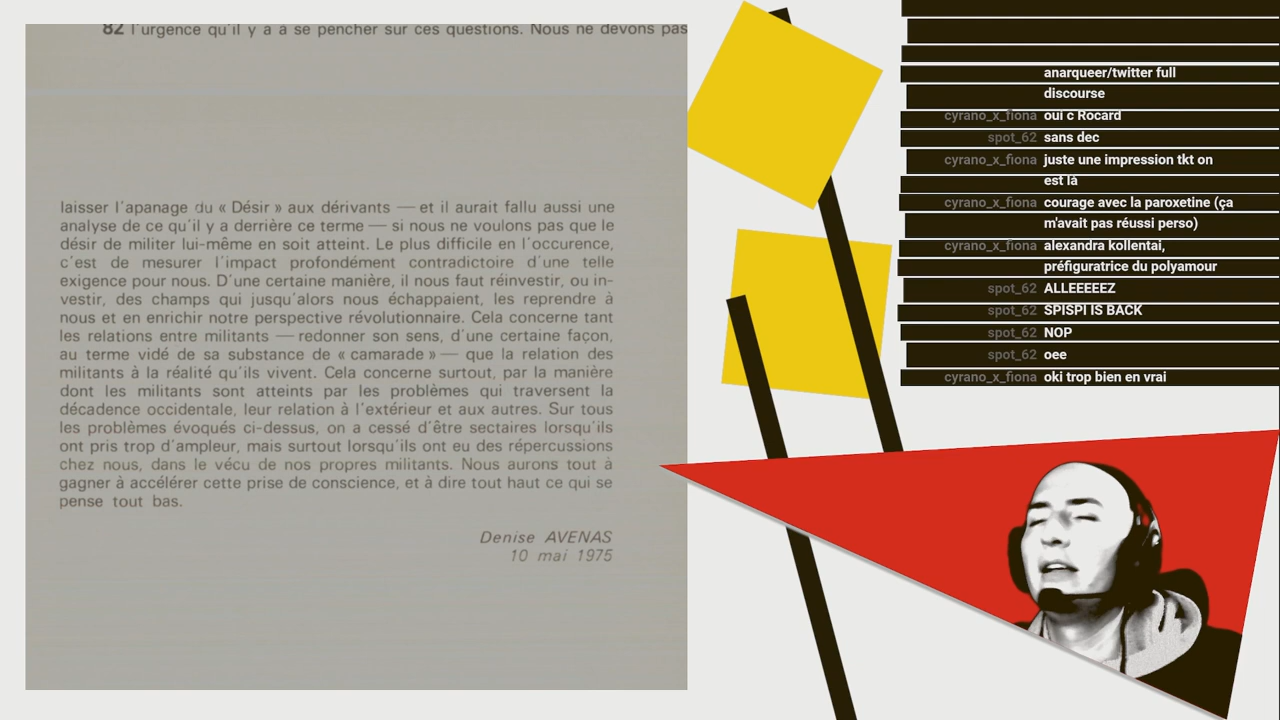 82 l'urgence qu'il y a à se pencher sur ces questions. Nous ne devons pas
laisser l'apanage du « Désir » aux dérivants — et il aurait fallu aussi une
analyse de ce qu'il y a derrière ce terme — si nous ne voulons pas que le
désir de militer lui-même en soit atteint. Le plus difficile en l'occurence,
c'est de mesurer l'impact profondément contradictoire d'une telle
exigence pour nous. D'une certaine manière, il nous faut réinvestir, ou in-
vestir, des champs qui jusqu'alors nous échappaient, les reprendre à
nous et en enrichir notre perspective révolutionnaire. Cela concerne tant
les relations entre militants — redonner son sens, d'une certaine façon,
au terme vidé de sa substance de « camarade » — que la relation des
militants à la réalité qu'ils vivent. Cela concerne surtout, par la manière
dont les militants sont atteints par les problèmes qui traversent la
décadence occidentale, leur relation à l'extérieur et aux autres. Sur tous
les problèmes évoqués ci-dessus, on a cessé d'être sectaires lorsqu'ils
ont pris trop d'ampleur, mais surtout lorsqu'ils ont eu des répercussions
chez nous, dans le vécu de nos propres militants. Nous aurons tout à
gagner à accélérer cette prise de conscience, et à dire tout haut ce qui se
pense tout bas.
Denise AVENAS
10 mai 1975
anarqueer/twitter full
discourse
cyrano_x_fiona oui c Rocard
spot_62 sans dec
cyrano_x_fiona juste une impression tkt on
est là
cyrano_x_fiona courage avec la paroxetine (ça
m'avait pas réussi perso)
cyrano_x_fiona alexandra kollentai,
préfiguratrice du polyamour
spot_62 ALLEEEEEZ
spot_62 SPISPI IS BACK
spot_62 NOP
spot_62 oee
cyrano_x_fiona oki trop bien en vrai